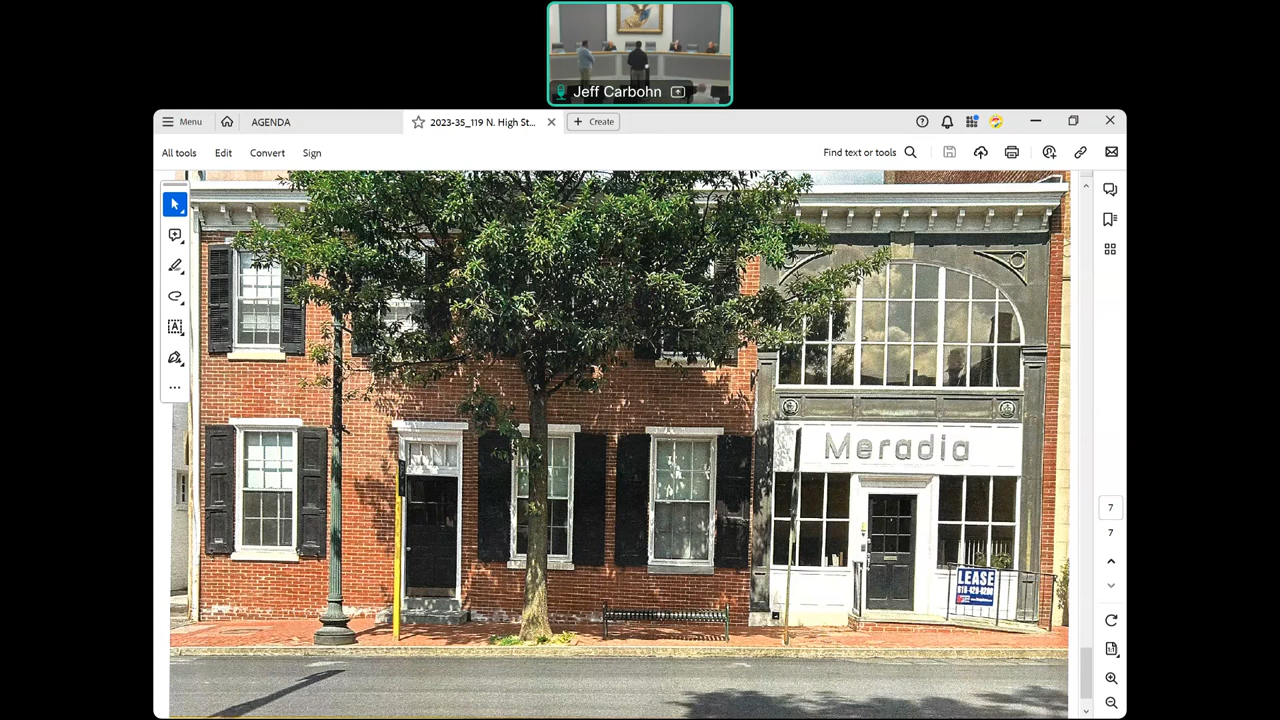 Jeff Carbohn
Menu
AGENDA
2023-35_119 N. High St...
Create
All tools
Edit
Convert
Sign
Find text or tools
Meradia
LEASE
7
7